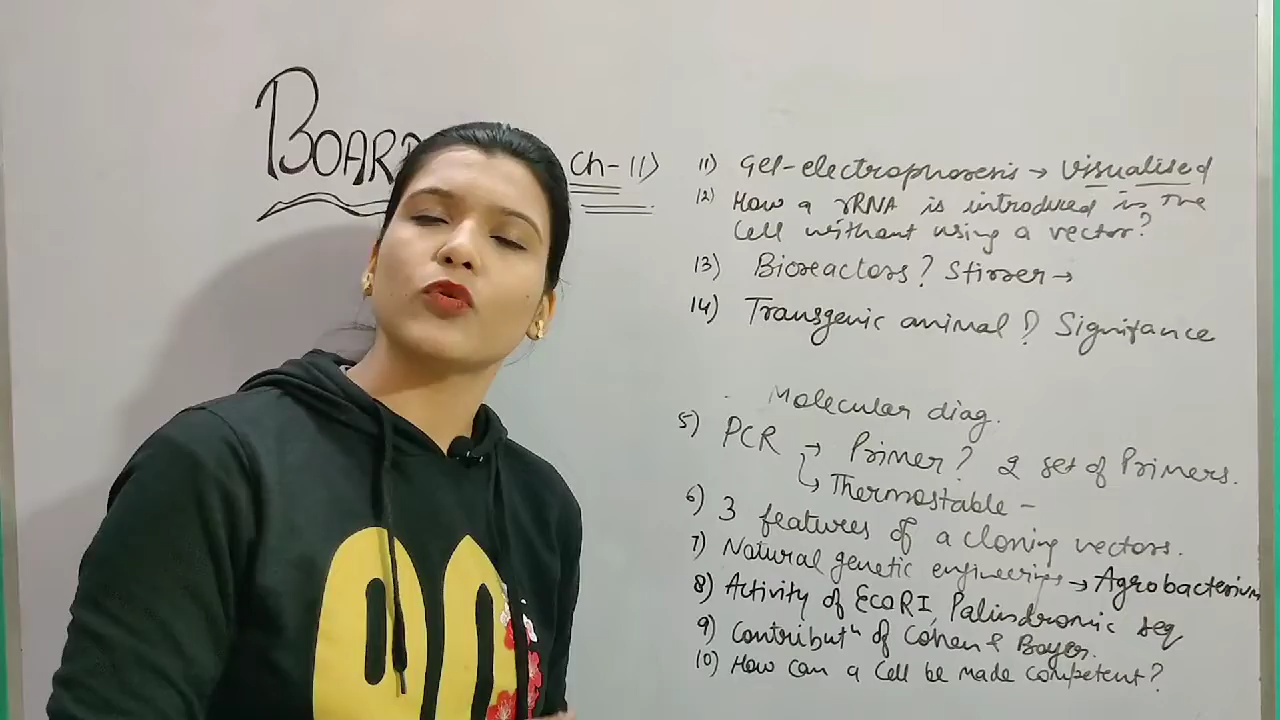 BOAR
Ch-11)
11) Gel-electrophoresis → Visualised
12) How a rRNA is introduced in the
Cell without using a vector?
13) Bioreactors? Stirrer →
14) Transgenic animal? Signifance
Molecular diag.
5) PCR → Primer? 2 set of Primers.
↳ Thermostable -
6) 3 features of a cloning vectors.
7) Natural genetic engineering → Agrobacterium
8) Activity of EcoRI, Palindromic seq
9) Contributⁿ of Cohen & Boyer.
10) How can a Cell be made competent?